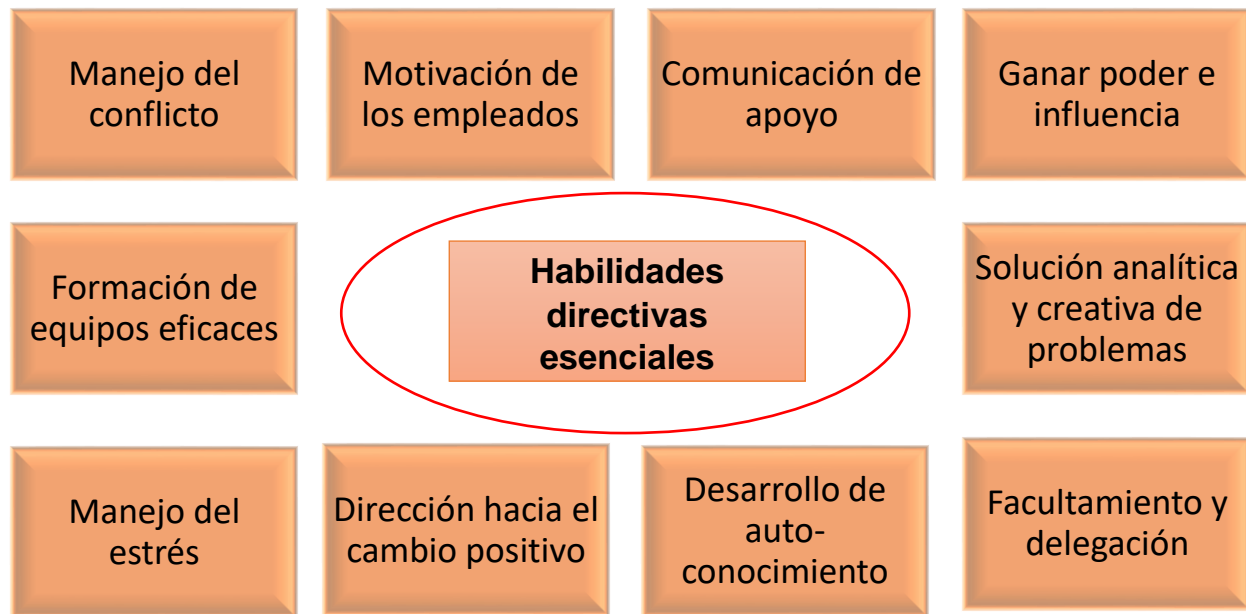 Manejo del
conflicto
Motivación de
los empleados
Comunicación de
apoyo
Ganar poder e
influencia
Formación de
equipos eficaces
Habilidades
directivas
esenciales
Solución analítica
y creativa de
problemas
Manejo del
estrés
Dirección hacia el
cambio positivo
Desarrollo de
auto-
conocimiento
Facultamiento y
delegación